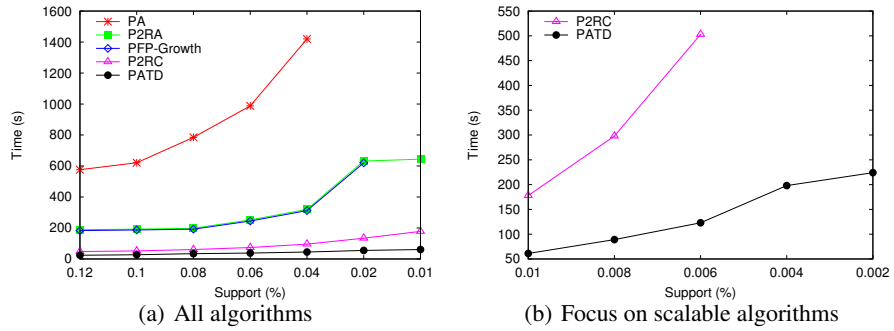 1600
1400
1200
1000
800
600
400
200
0
0.12 0.1 0.08 0.06 0.04 0.02 0.01
Time (s)
Support (%)
PA
P2RA
PFP-Growth
P2RC
PATD
(a) All algorithms
550
500
450
400
350
300
250
200
150
100
50
0.01 0.008 0.006 0.004 0.002
Time (s)
Support (%)
P2RC
PATD
(b) Focus on scalable algorithms